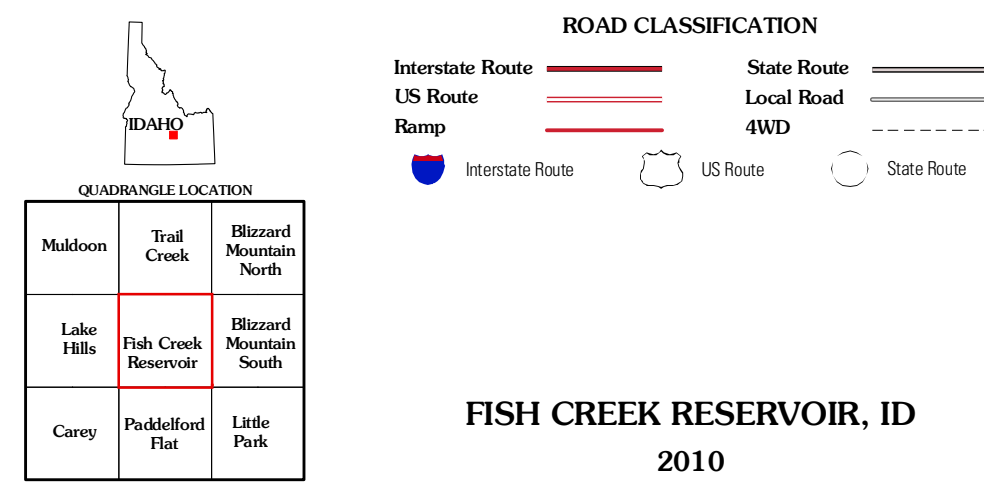 IDAHO
QUADRANGLE LOCATION
Muldoon
Trail
Creek
Blizzard
Mountain
North
Lake
Hills
Fish Creek
Reservoir
Blizzard
Mountain
South
Carey
Paddelford
Flat
Little
Park
ROAD CLASSIFICATION
Interstate Route
State Route
US Route
Local Road
Ramp
4WD
Interstate Route
US Route
State Route
FISH CREEK RESERVOIR, ID
2010